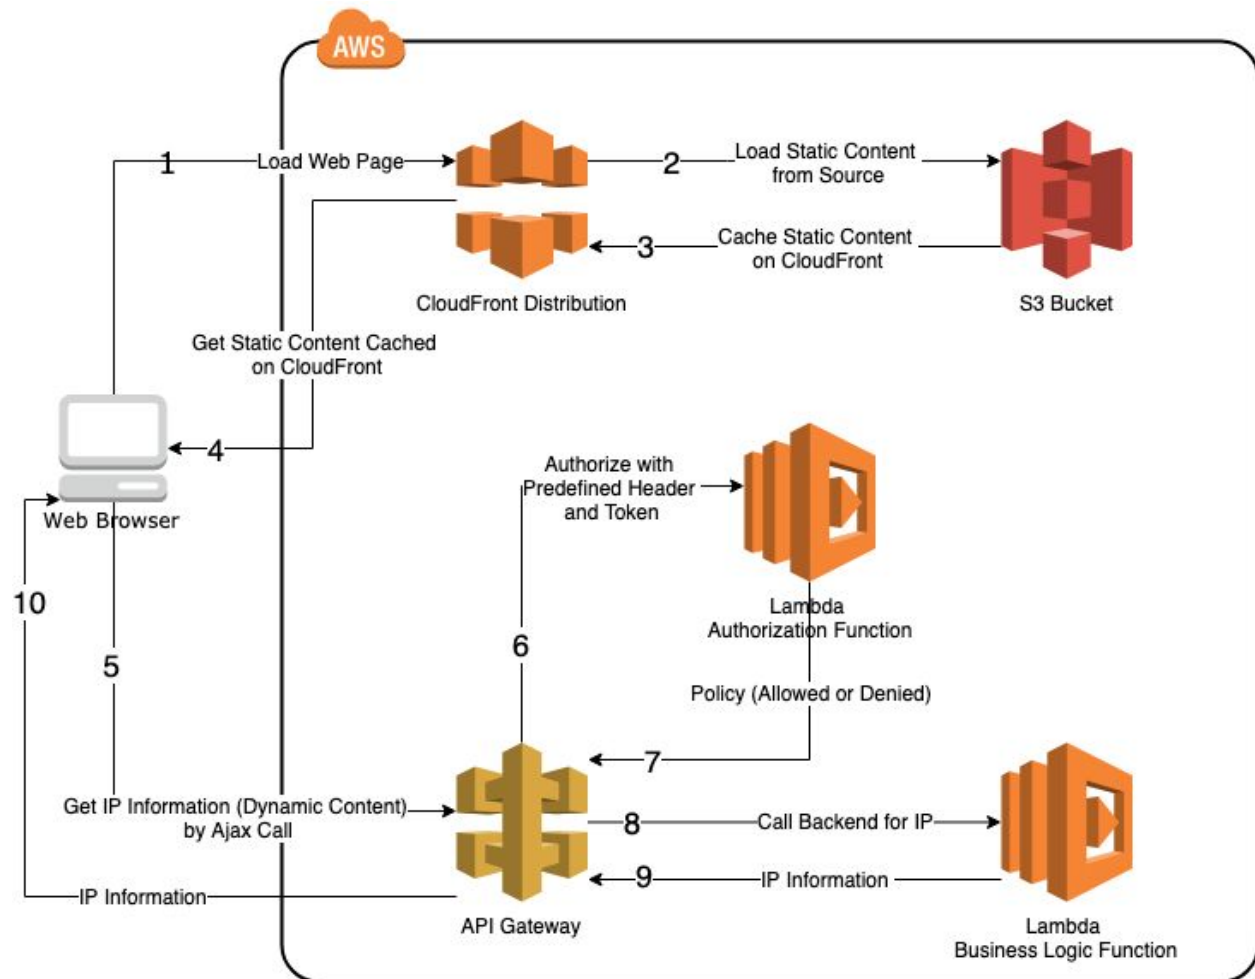 AWS
1
Load Web Page
2
Load Static Content
from Source
3
Cache Static Content
on CloudFront
CloudFront Distribution
S3 Bucket
Get Static Content Cached
on CloudFront
4
Web Browser
Authorize with
Predefined Header
and Token
Lambda
Authorization Function
10
5
6
Policy (Allowed or Denied)
7
Get IP Information (Dynamic Content)
by Ajax Call
8
Call Backend for IP
9
IP Information
IP Information
API Gateway
Lambda
Business Logic Function